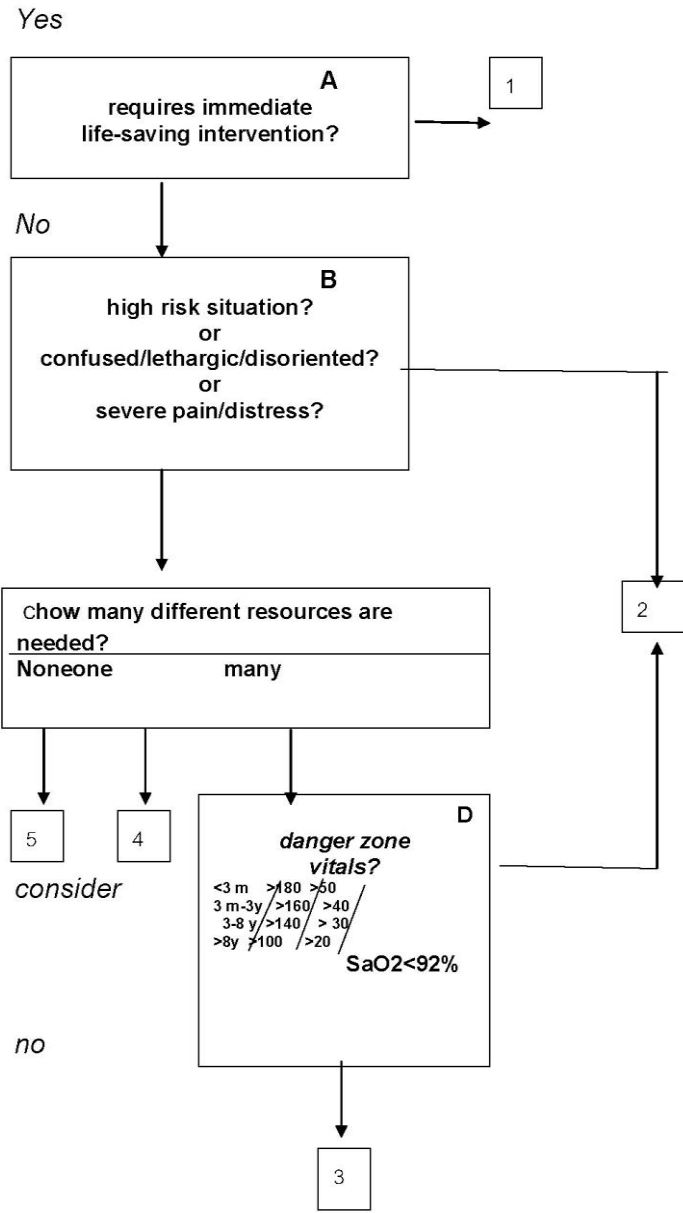 Yes
A
requires immediate
life-saving intervention?
1
No
B
high risk situation?
or
confused/lethargic/disoriented?
or
severe pain/distress?
Chow many different resources are
needed?
2
Noneone many
5
4
D
danger zone
vitals?
consider
<3 m >180 >50
3 m-3y >160 >40
3-8 y >140 > 30
>8y >100 >20
SaO2<92%
no
3